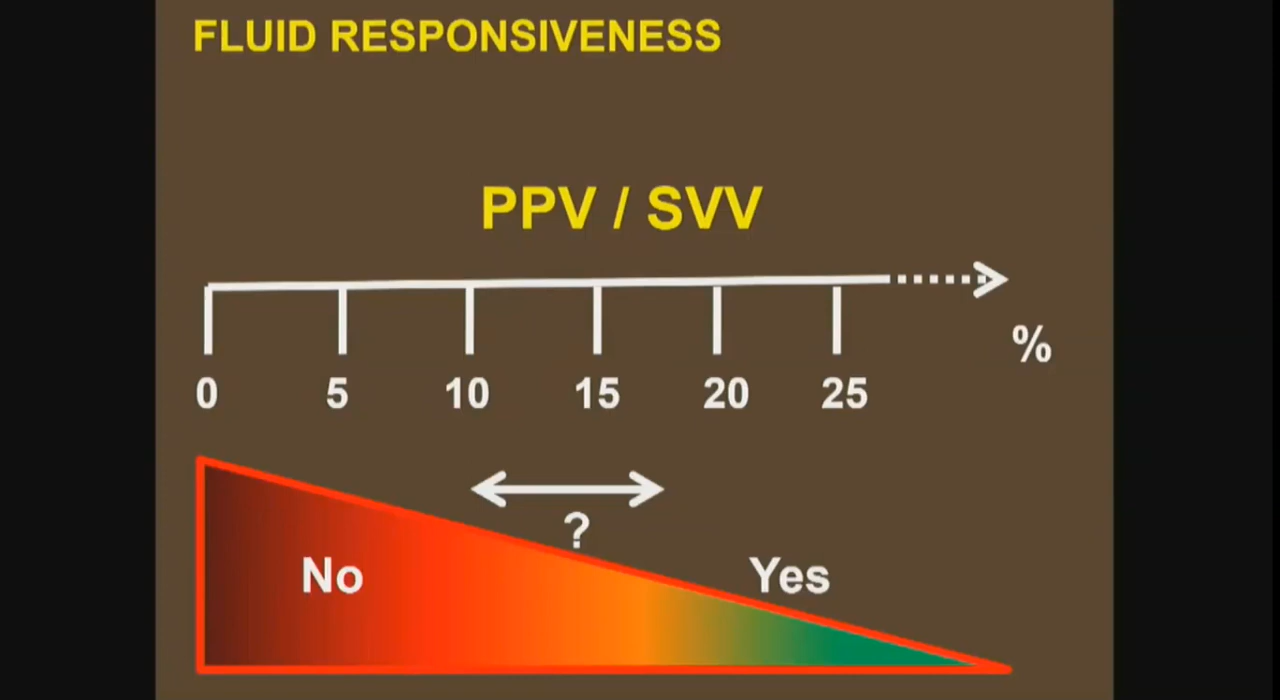 FLUID RESPONSIVENESS
PPV / SVV
%
0 5 10 15 20 25
?
No
Yes